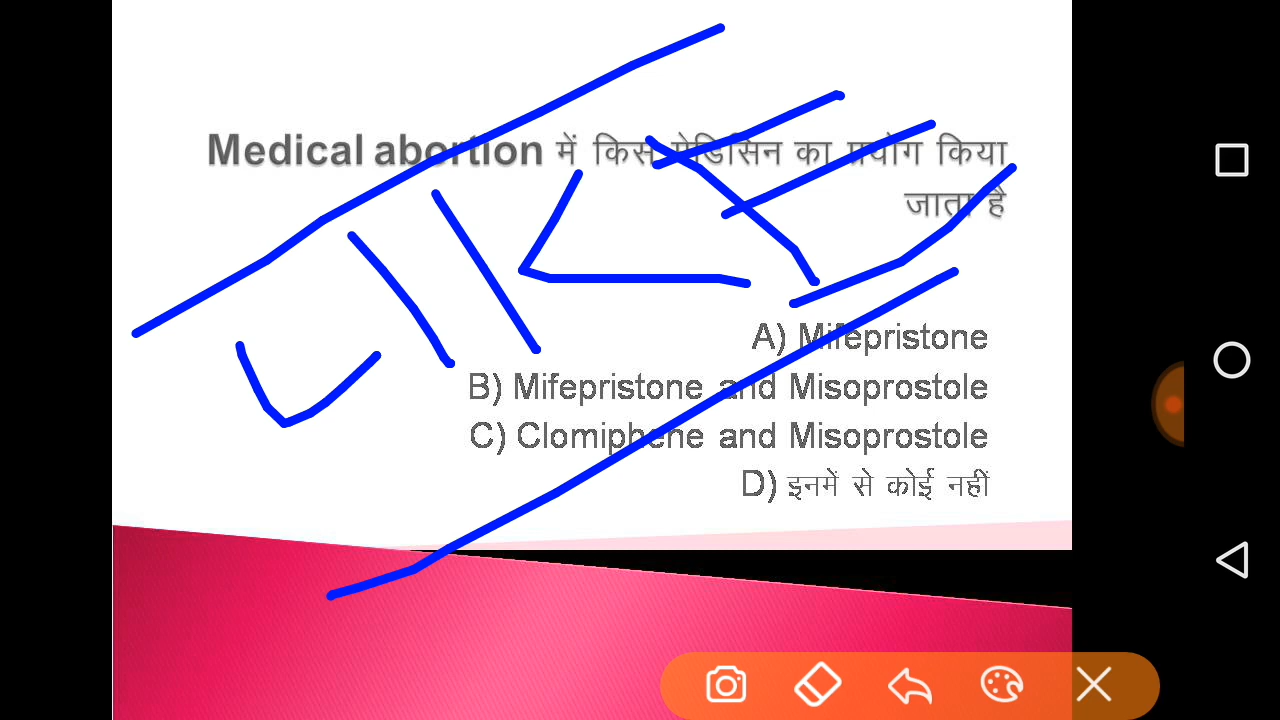 Medical abortion में किस मेडिसिन का प्रयोग किया
जाता है
A) Mifepristone
B) Mifepristone and Misoprostole
C) Clomiphene and Misoprostole
D) इनमें से कोई नहीं